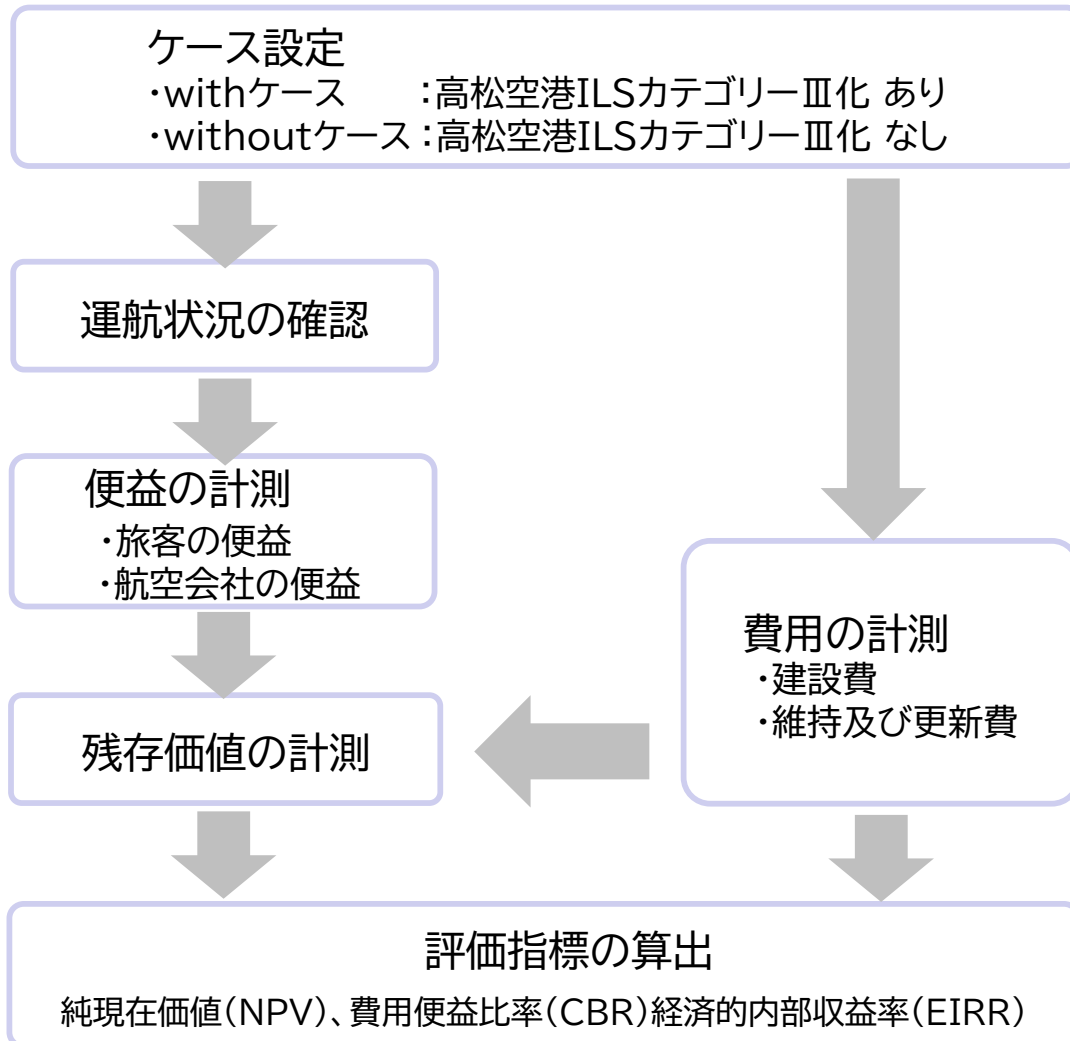 ケース設定
・withケース　　：高松空港ILSカテゴリーⅢ化 あり
・withoutケース：高松空港ILSカテゴリーⅢ化 なし
運航状況の確認
便益の計測
・旅客の便益
・航空会社の便益
費用の計測
・建設費
・維持及び更新費
残存価値の計測
評価指標の算出
純現在価値（NPV）、費用便益比率（CBR）経済的内部収益率（EIRR）